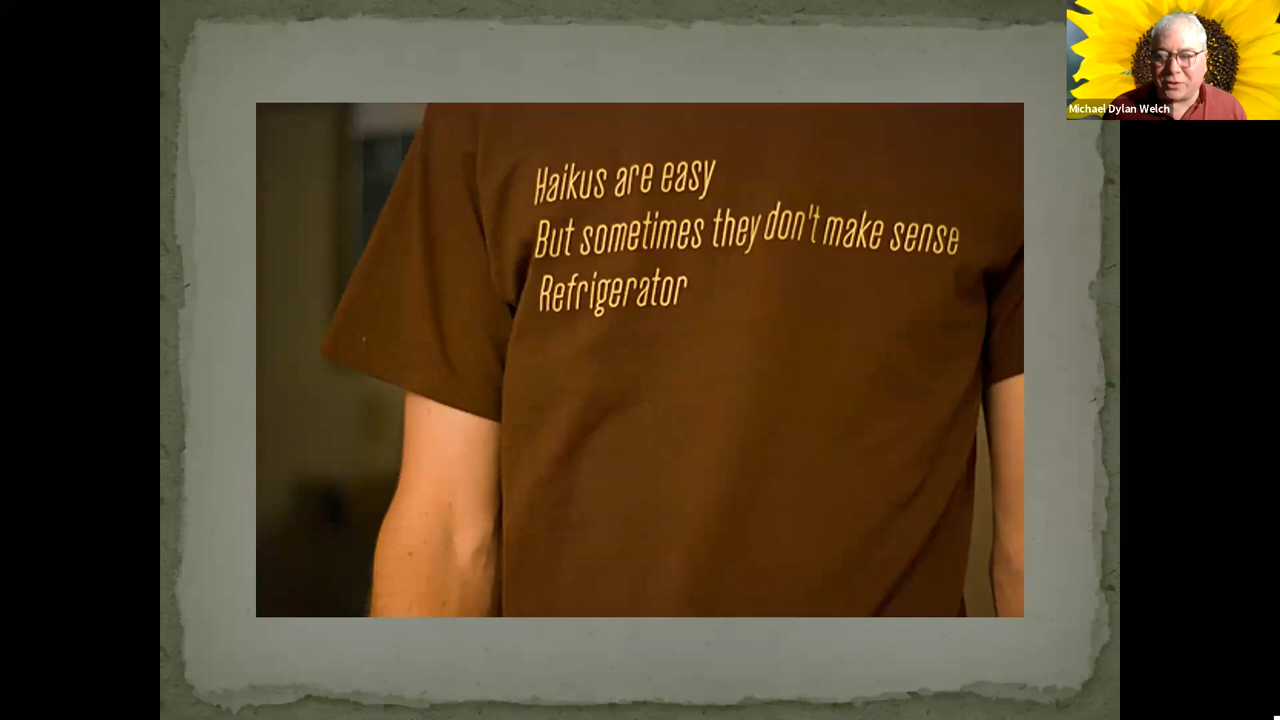 Michael Dylan Welch
Haikus are easy
But sometimes they don't make sense
Refrigerator